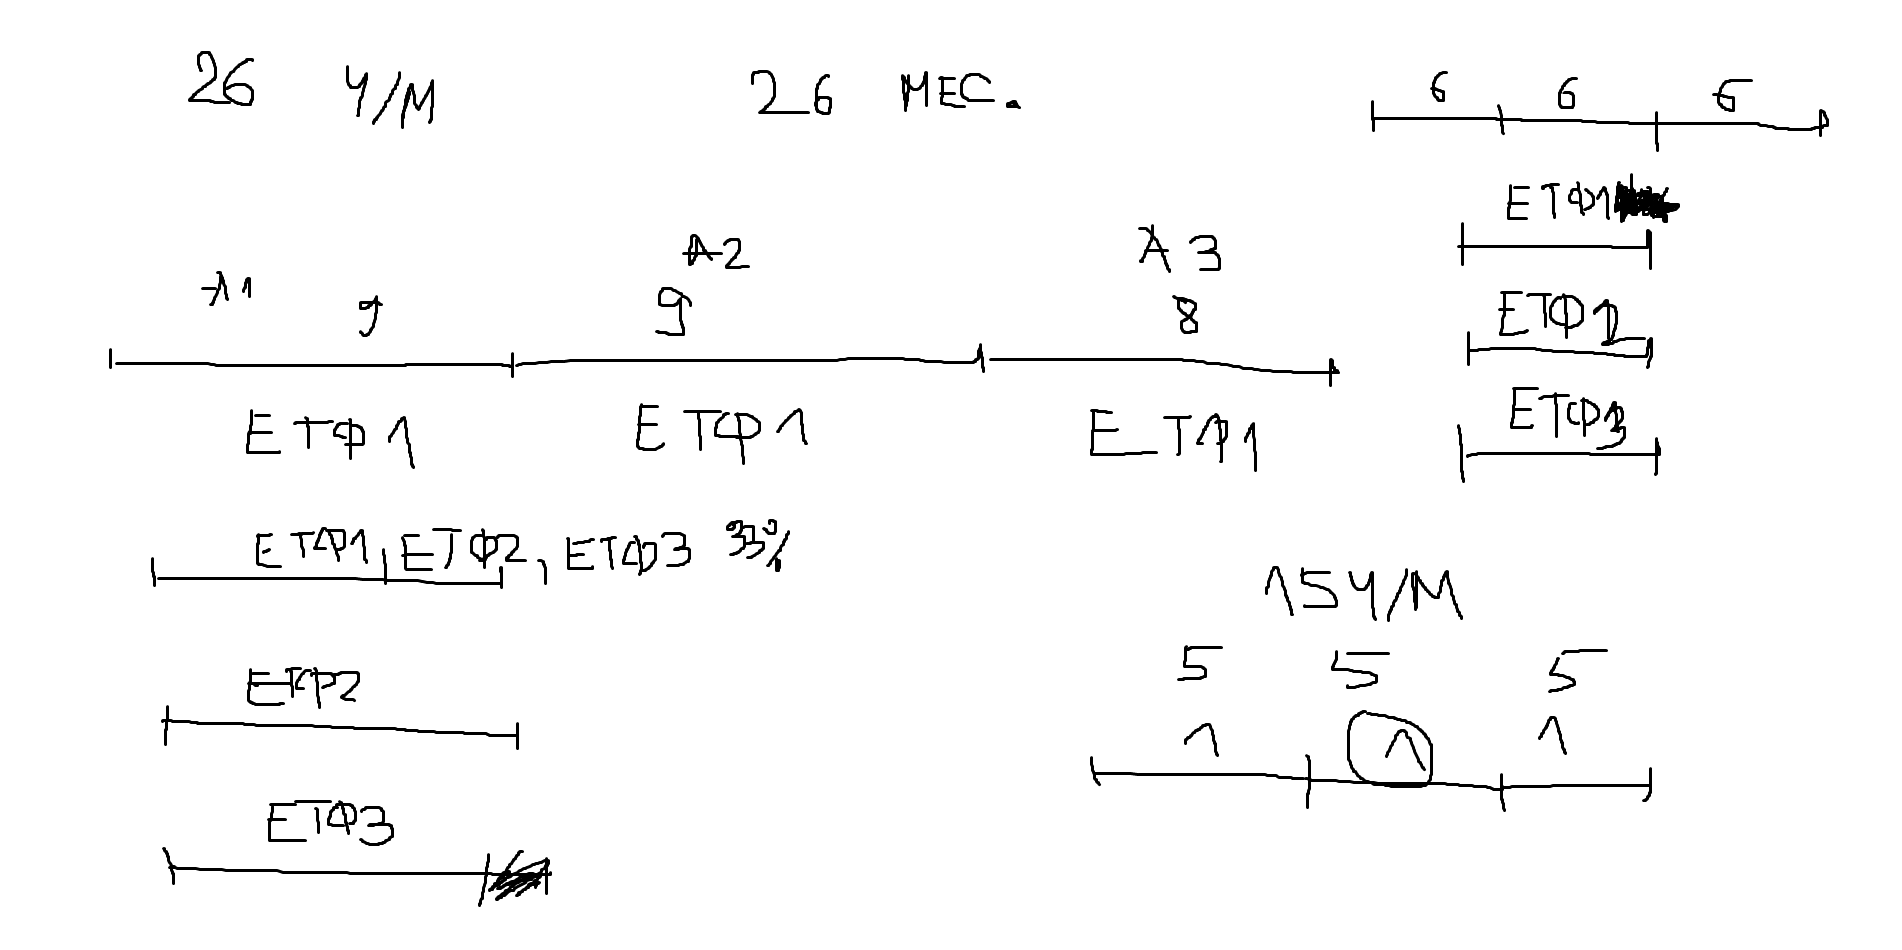 26 Ч/М 26 МЕС.
6 6 6
ЕТФ1
А1 А2 А3
9 9 8
ЕТФ2
ЕТФ3
ЕТФ1 ЕТФ1 ЕТФ1
ЕТФ1, ЕТФ2, ЕТФ3 33%
15Ч/М
ЕТФ2
5 5 5
1 1 1
ЕТФ3